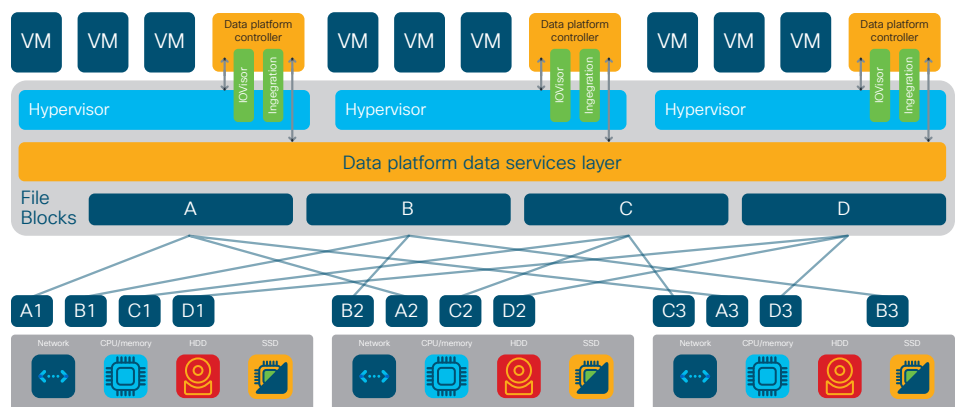 VM VM VM Data platform controller
VM VM VM Data platform controller
VM VM VM Data platform controller
IOVisor Ingegration
IOVisor Ingegration
IOVisor Ingegration
Hypervisor Hypervisor Hypervisor
Data platform data services layer
File
Blocks
A B C D
A1 B1 C1 D1 B2 A2 C2 D2 C3 A3 D3 B3
Network CPU/memory HDD SSD Network CPU/memory HDD SSD Network CPU/memory HDD SSD